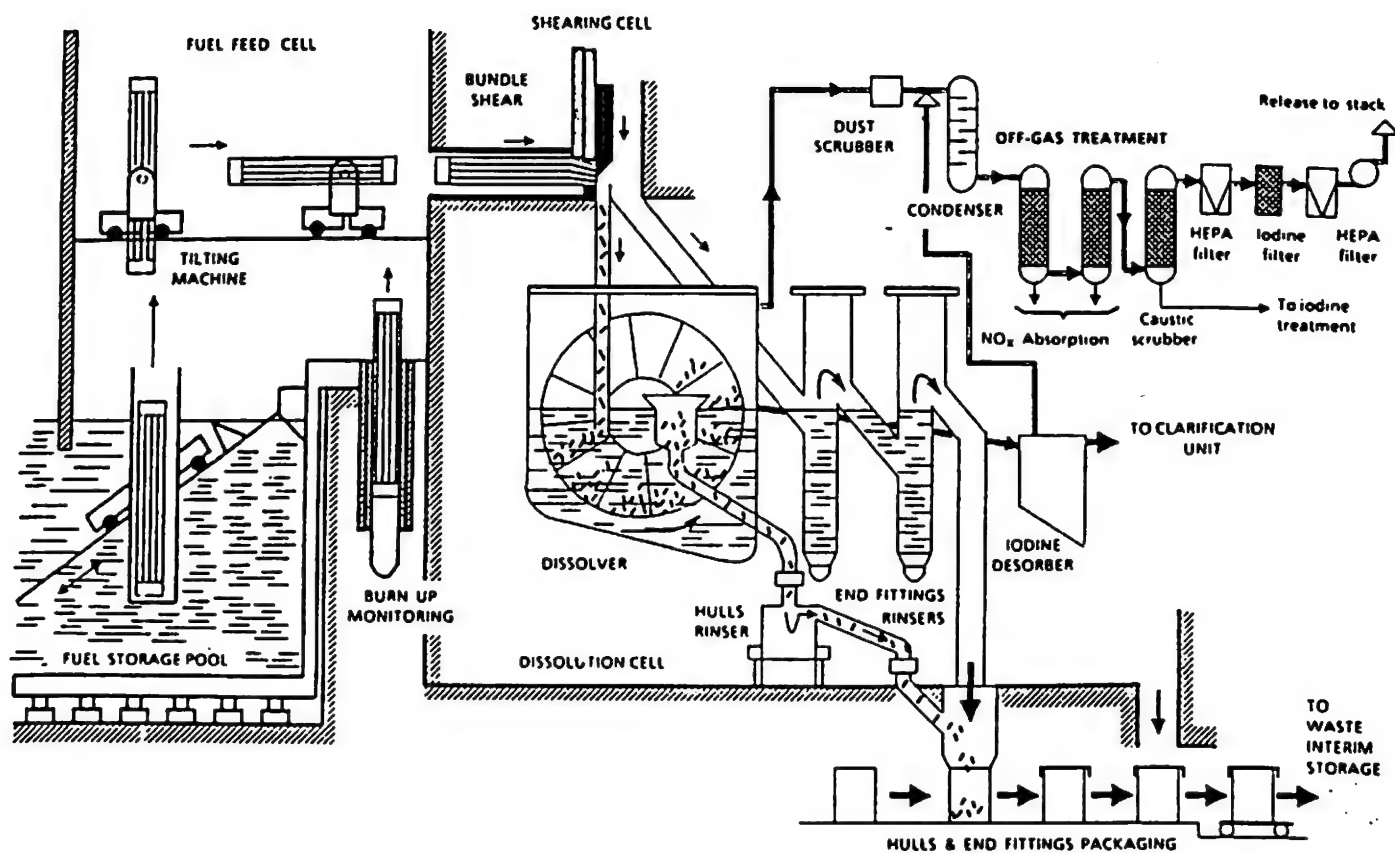 FUEL FEED CELL
SHEARING CELL
BUNDLE
SHEAR
TILTING
MACHINE
BURN UP
MONITORING
FUEL STORAGE POOL
DISSOLVER
HULLS
RINSER
DISSOLUTION CELL
END FITTINGS
RINSERS
DUST
SCRUBBER
OFF-GAS TREATMENT
CONDENSER
Release to stack
HEPA
filter
Iodine
filter
HEPA
filter
NOx Absorption
Caustic
scrubber
To iodine
treatment
TO CLARIFICATION
UNIT
IODINE
DESORBER
TO
WASTE
INTERIM
STORAGE
HULLS & END FITTINGS PACKAGING